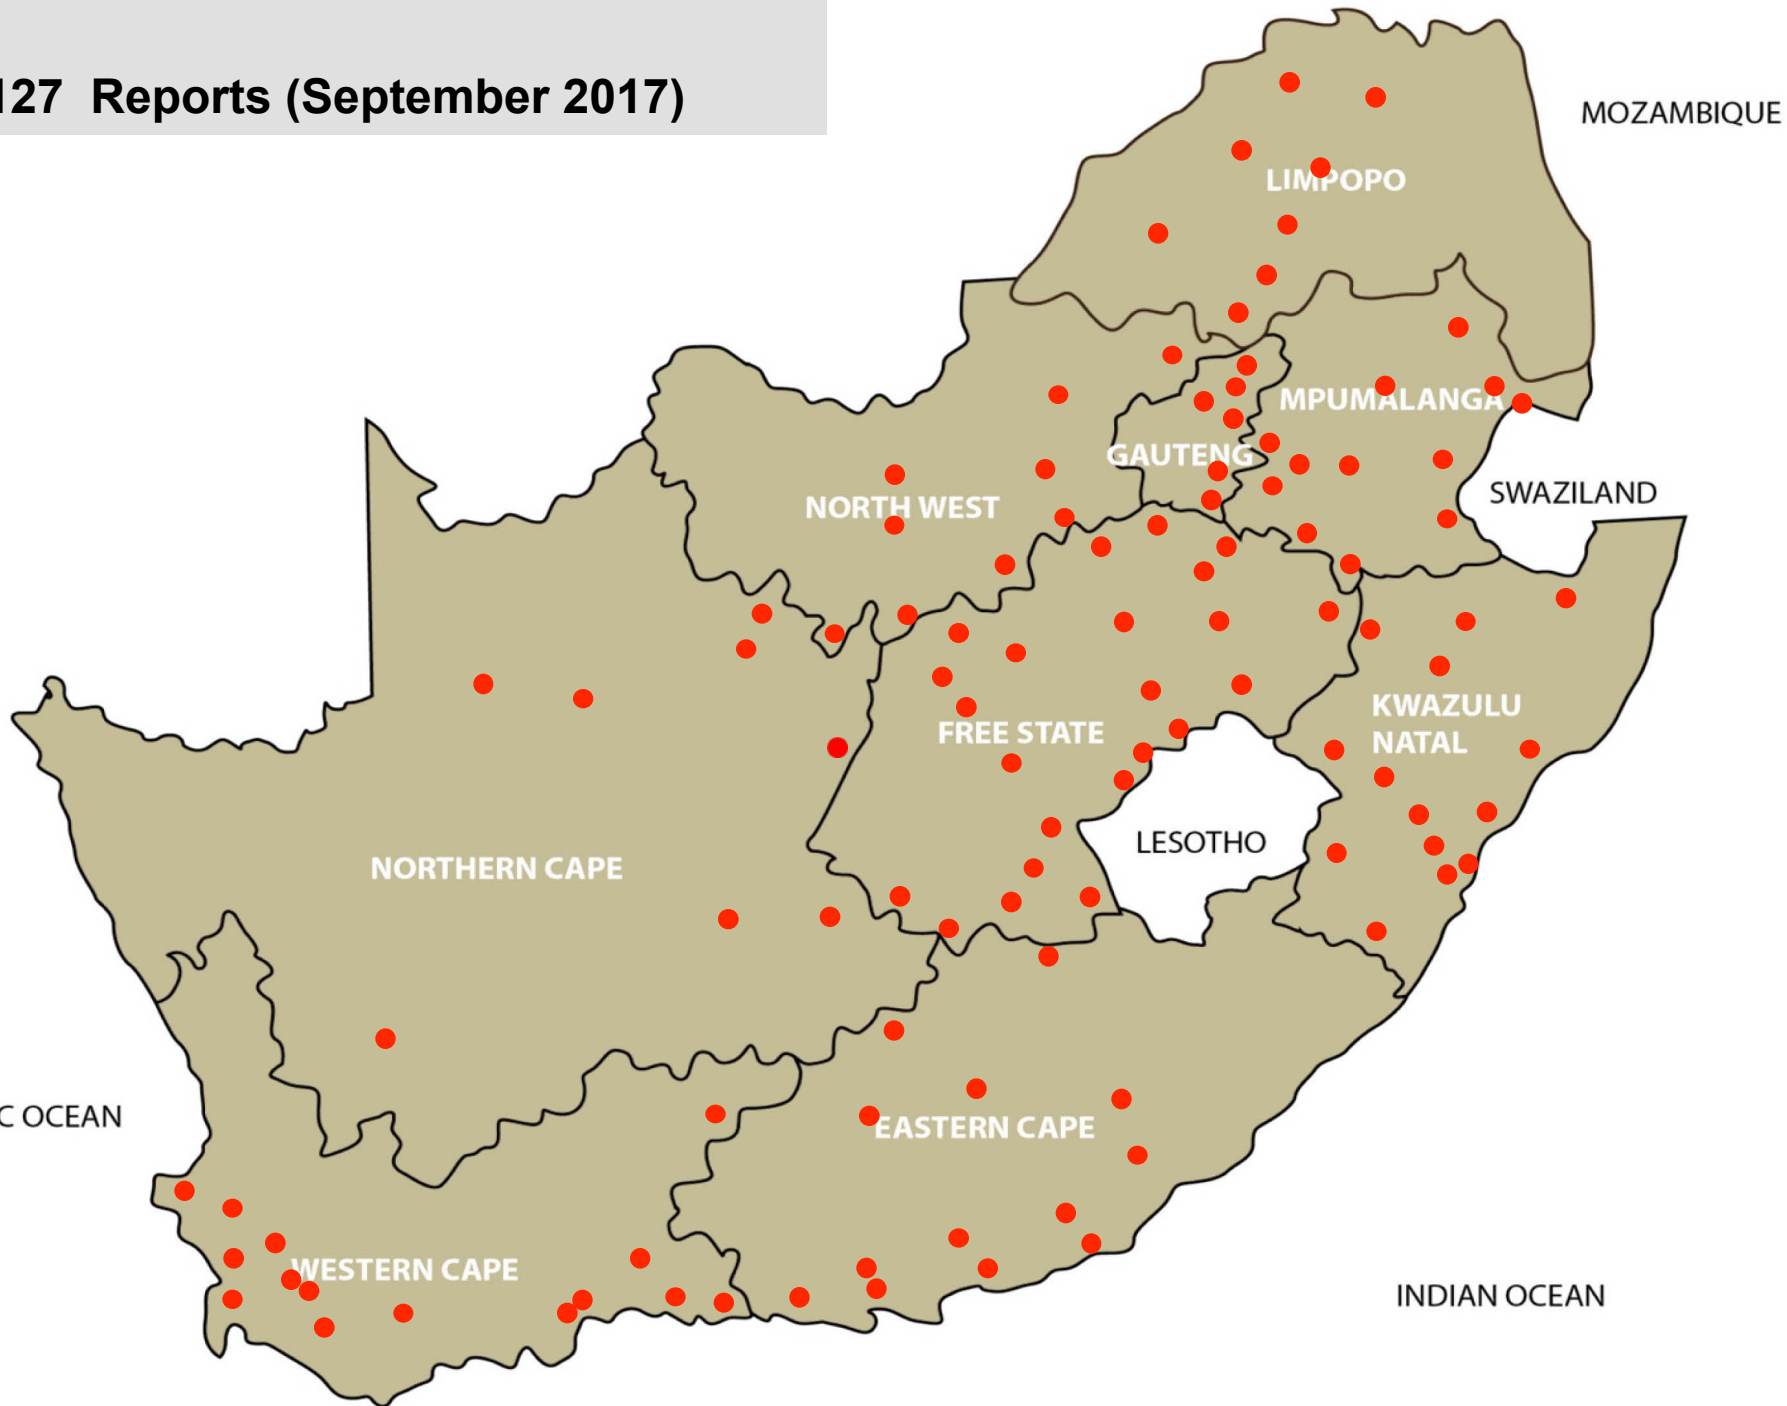 127 Reports (September 2017)
MOZAMBIQUE
LIMPOPO
MPUMALANGA
GAUTENG
SWAZILAND
NORTH WEST
KWAZULU
NATAL
FREE STATE
LESOTHO
NORTHERN CAPE
C OCEAN
EASTERN CAPE
WESTERN CAPE
INDIAN OCEAN